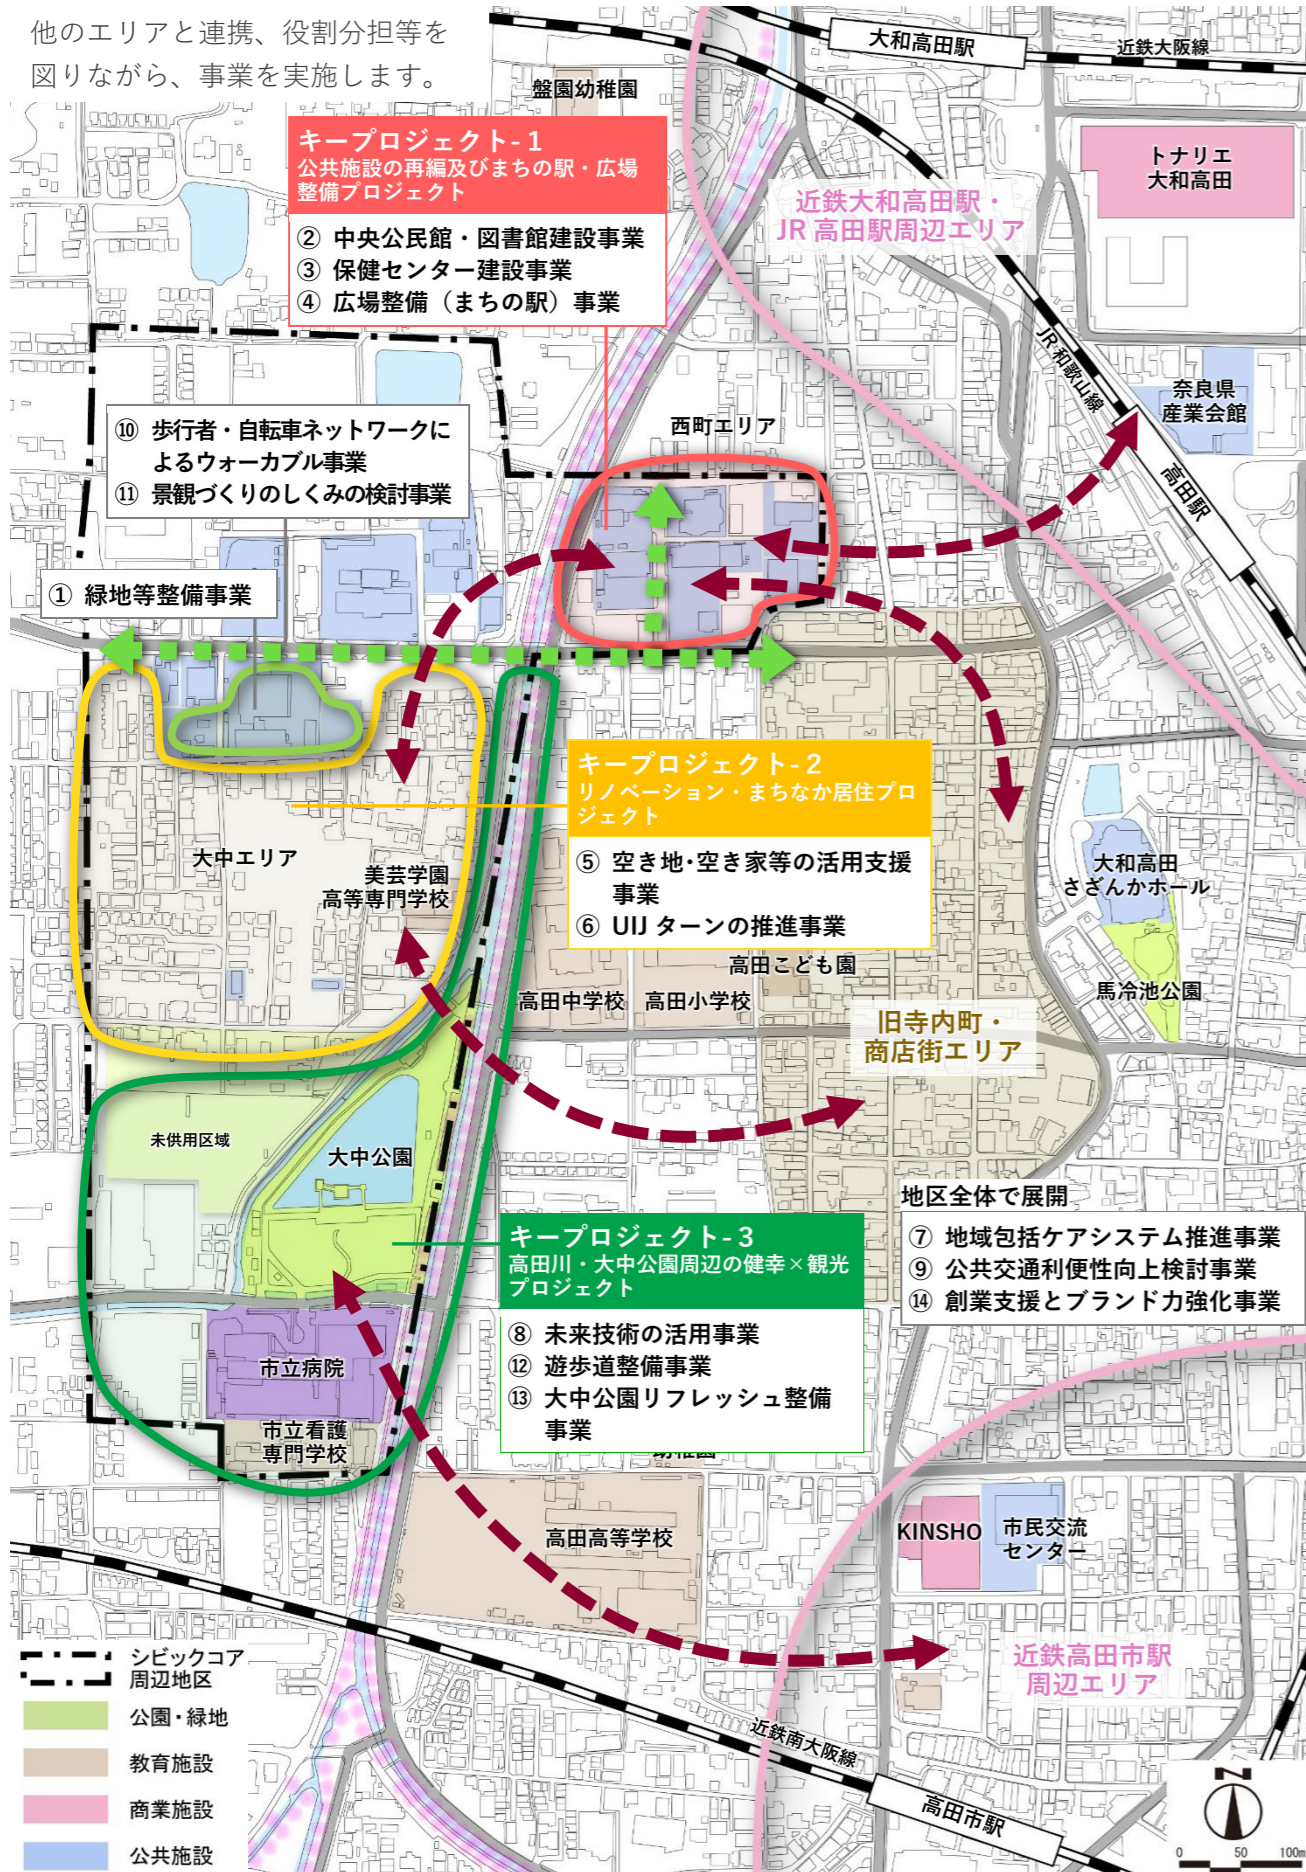 他のエリアと連携、役割分担等を
図りながら、事業を実施します。
大和高田駅
近鉄大阪線
盤園幼稚園
キープロジェクト-1
公共施設の再編及びまちの駅・広場
整備プロジェクト
② 中央公民館・図書館建設事業
③ 保健センター建設事業
④ 広場整備（まちの駅）事業
トナリエ
大和高田
近鉄大和高田駅・
JR 高田駅周辺エリア
JR 和歌山線
奈良県
産業会館
高田駅
西町エリア
⑩ 歩行者・自転車ネットワークに
よるウォーカブル事業
⑪ 景観づくりのしくみの検討事業
① 緑地等整備事業
キープロジェクト-2
リノベーション・まちなか居住プロ
ジェクト
⑤ 空き地・空き家等の活用支援
事業
⑥ UIJ ターンの推進事業
大中エリア
美芸学園
高等専門学校
大和高田
さざんかホール
高田こども園
高田中学校
高田小学校
馬冷池公園
旧寺内町・
商店街エリア
未供用区域
大中公園
地区全体で展開
⑦ 地域包括ケアシステム推進事業
⑨ 公共交通利便性向上検討事業
⑭ 創業支援とブランド力強化事業
キープロジェクト-3
高田川・大中公園周辺の健幸×観光
プロジェクト
⑧ 未来技術の活用事業
⑫ 遊歩道整備事業
⑬ 大中公園リフレッシュ整備
事業
市立病院
市立看護
専門学校
幼稚園
高田高等学校
KINSHO
市民交流
センター
近鉄高田市駅
周辺エリア
近鉄南大阪線
高田市駅
シビックコア
周辺地区
公園・緑地
教育施設
商業施設
公共施設
N
0 50 100m